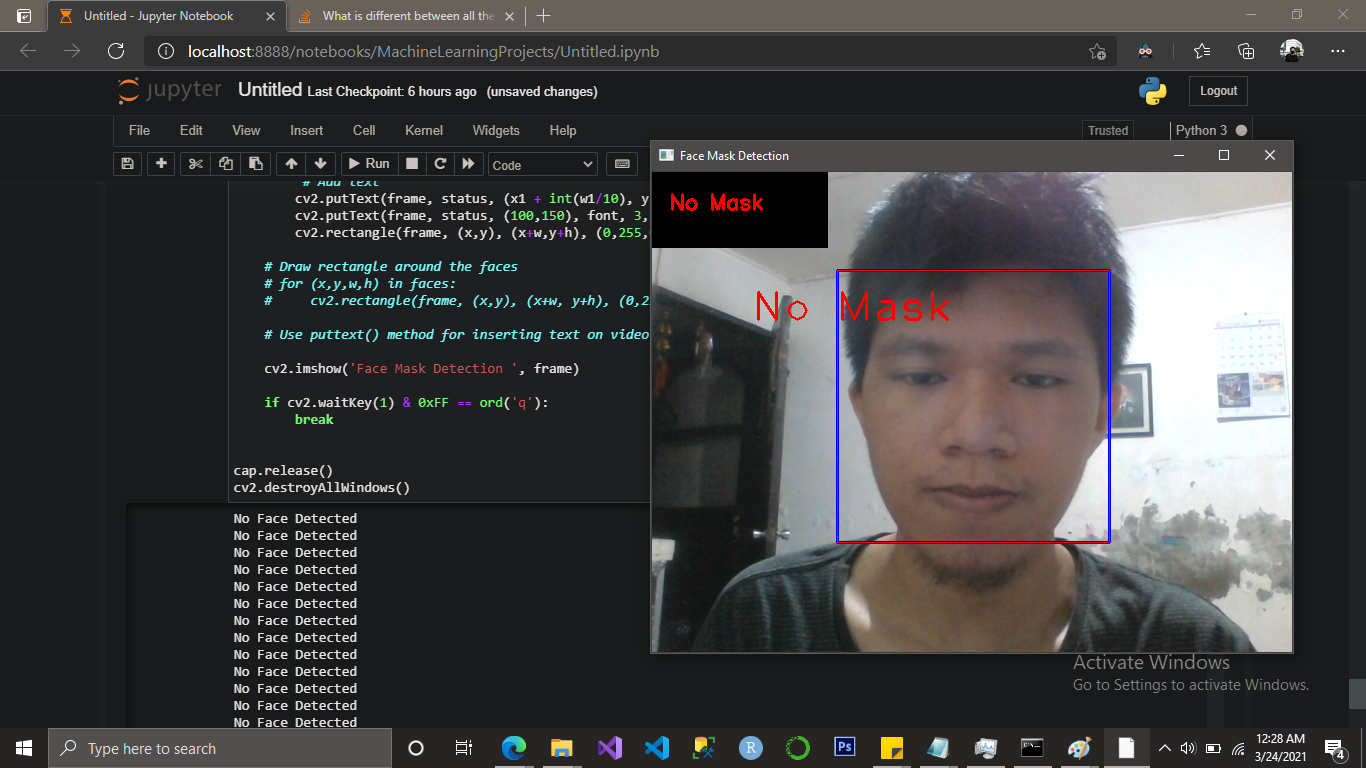 Untitled - Jupyter Notebook
What is different between all the
localhost:8888/notebooks/MachineLearningProjects/Untitled.ipynb
jupyter Untitled Last Checkpoint: 6 hours ago (unsaved changes)
Logout
File Edit View Insert Cell Kernel Widgets Help
Trusted
Python 3
Run
Code
# Add text
cv2.putText(frame, status, (x1 + int(w1/10), y
cv2.putText(frame, status, (100,150), font, 3,
cv2.rectangle(frame, (x,y), (x+w,y+h), (0,255,
# Draw rectangle around the faces
# for (x,y,w,h) in faces:
#     cv2.rectangle(frame, (x,y), (x+w, y+h), (0,2
# Use puttext() method for inserting text on video
cv2.imshow('Face Mask Detection ', frame)
if cv2.waitKey(1) & 0xFF == ord('q'):
break
cap.release()
cv2.destroyAllWindows()
No Face Detected
No Face Detected
No Face Detected
No Face Detected
No Face Detected
No Face Detected
No Face Detected
No Face Detected
No Face Detected
No Face Detected
No Face Detected
No Face Detected
No Face Detected
Face Mask Detection
No Mask
No Mask
Activate Windows
Go to Settings to activate Windows.
Type here to search
R
Ps
12:28 AM
3/24/2021
4